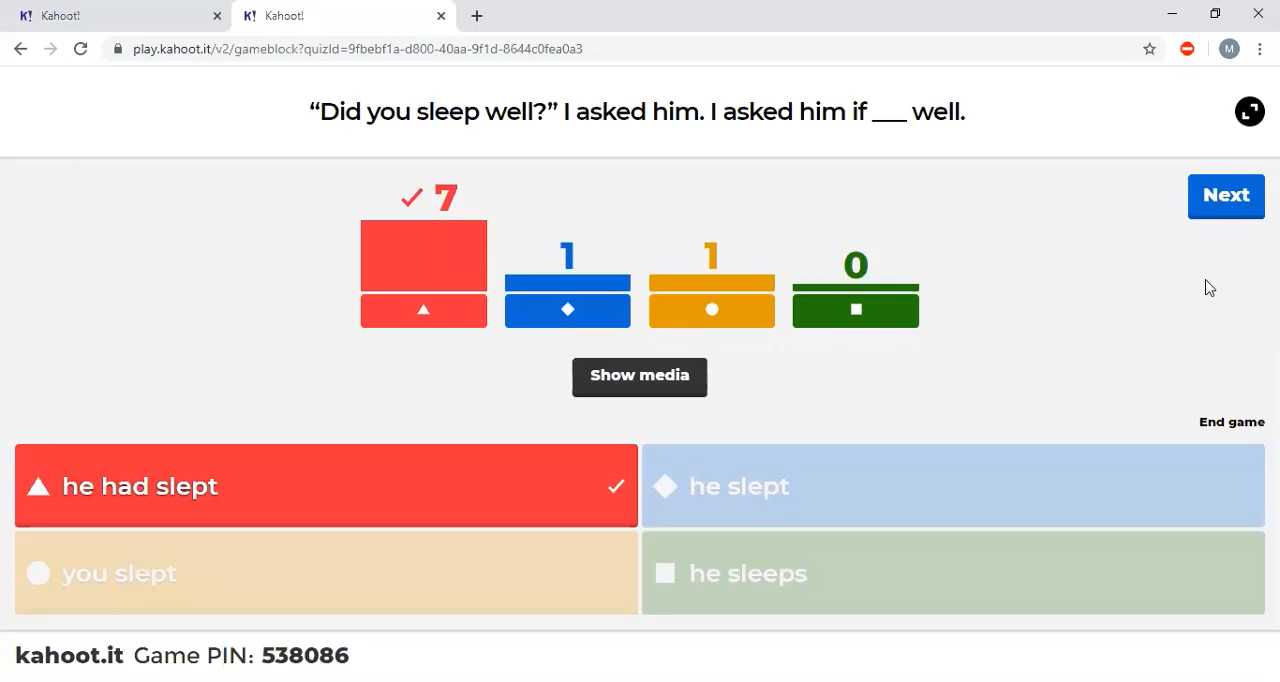 K! Kahoot!
K! Kahoot!
play.kahoot.it/v2/gameblock?quizId=9fbebf1a-d800-40aa-9f1d-8644c0fea0a3
M
“Did you sleep well?” I asked him. I asked him if ___ well.
Next
7
1
1
0
Show media
End game
he had slept
he slept
you slept
he sleeps
kahoot.it Game PIN: 538086